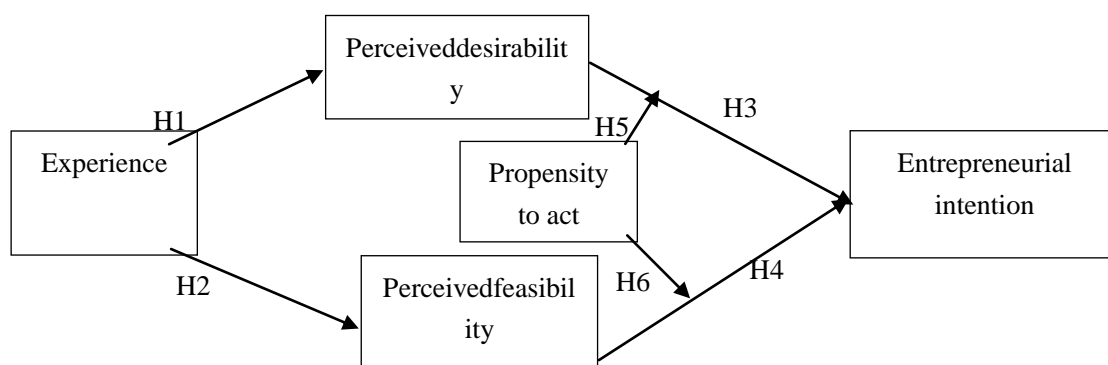 Perceiveddesirabilit
y
H1
H3
H5
Experience
Propensity
to act
Entrepreneurial
intention
H2
H6
H4
Perceivedfeasibil
ity